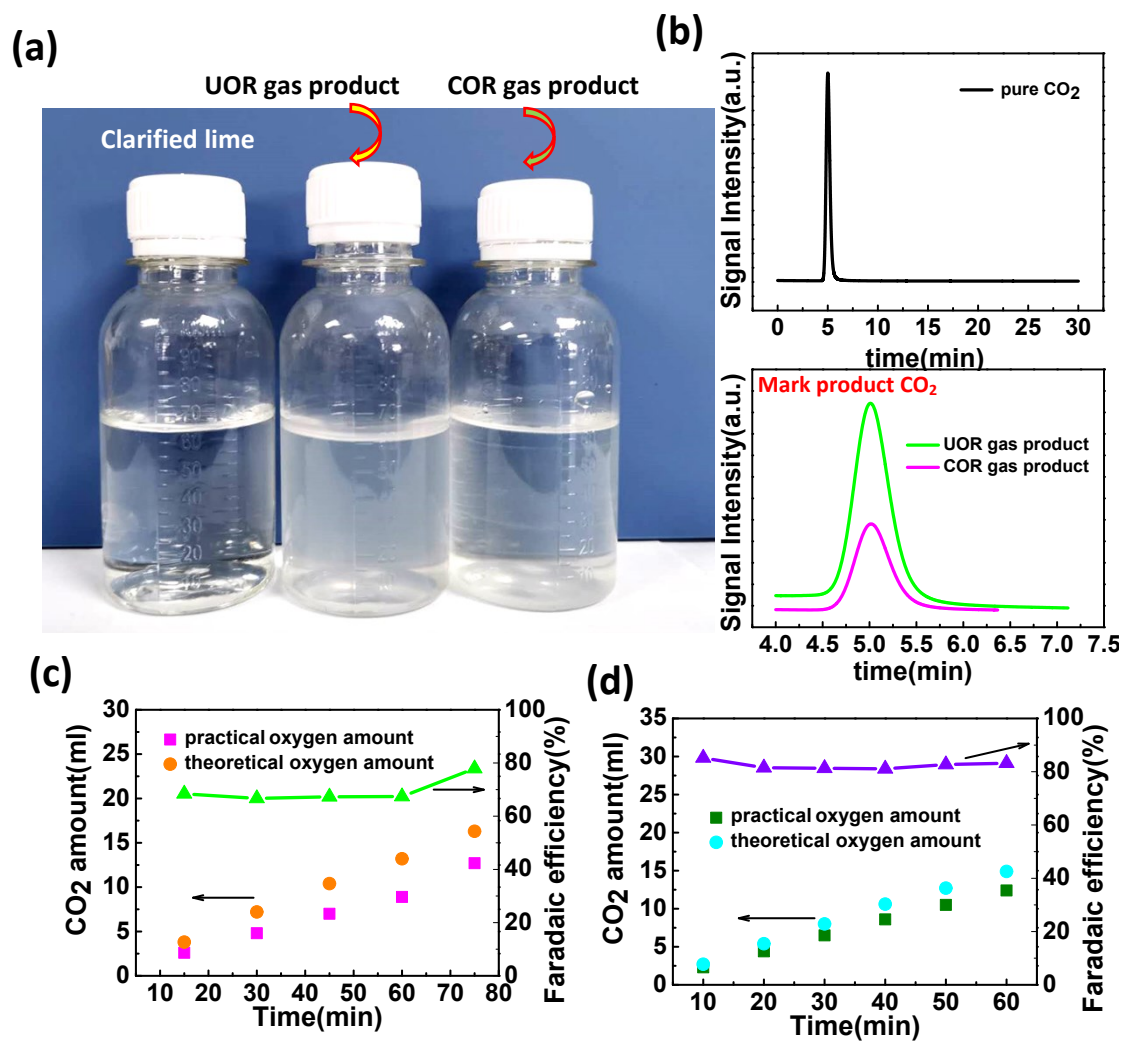 (a)
UOR gas product
COR gas product
Clarified lime
(b)
Signal Intensity(a.u.)
pure CO2
0 5 10 15 20 25 30
time(min)
Signal Intensity(a.u.)
Mark product CO2
UOR gas product
COR gas product
4.0 4.5 5.0 5.5 6.0 6.5 7.0 7.5
time(min)
(c)
CO2 amount(ml)
30
25
20
15
10
5
0
practical oxygen amount
theoretical oxygen amount
100
80
60
40
20
0
Faradaic efficiency(%)
10 20 30 40 50 60 70 80
Time(min)
(d)
CO2 amount(ml)
35
30
25
20
15
10
5
0
practical oxygen amount
theoretical oxygen amount
100
80
60
40
20
0
Faradaic efficiency(%)
10 20 30 40 50 60
Time(min)